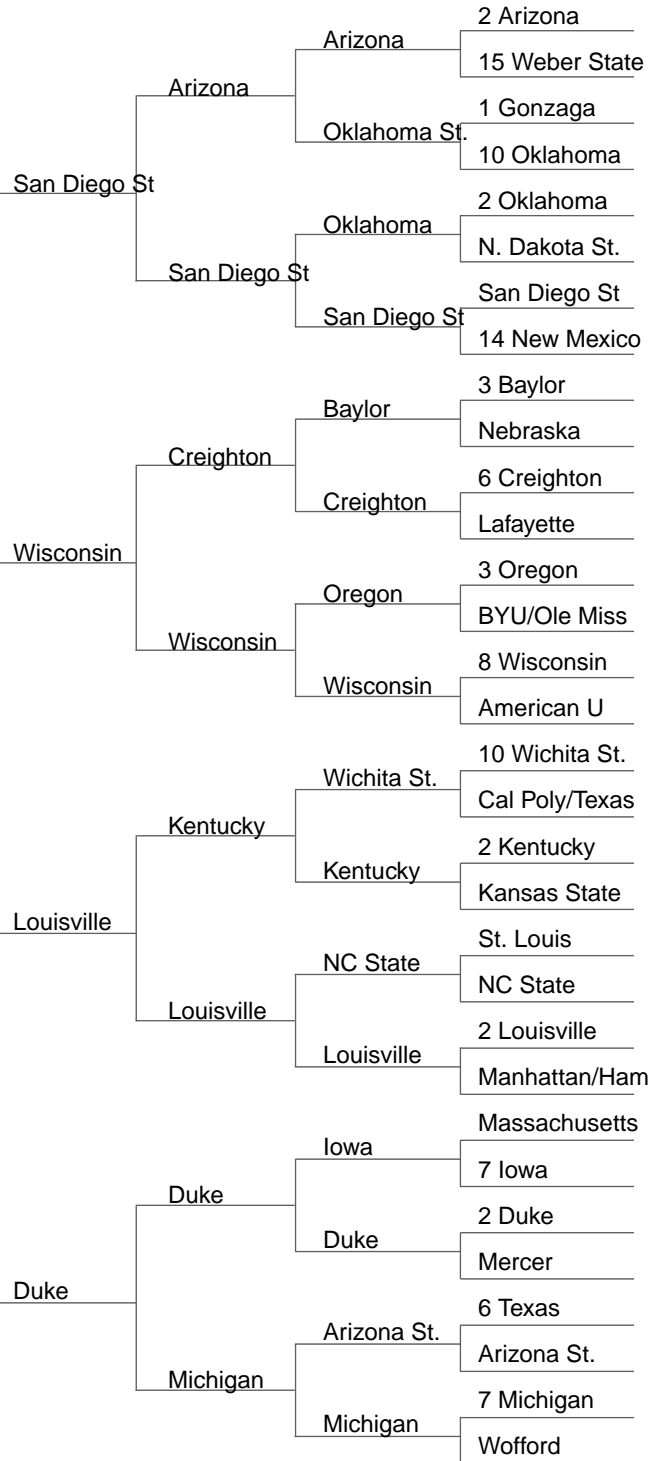 2 Arizona
Arizona
15 Weber State
Arizona
1 Gonzaga
Oklahoma St.
10 Oklahoma
San Diego St
2 Oklahoma
Oklahoma
N. Dakota St.
San Diego St
San Diego St
San Diego St
14 New Mexico
3 Baylor
Baylor
Nebraska
Creighton
6 Creighton
Creighton
Lafayette
Wisconsin
3 Oregon
Oregon
BYU/Ole Miss
Wisconsin
8 Wisconsin
Wisconsin
American U
10 Wichita St.
Wichita St.
Cal Poly/Texas
Kentucky
2 Kentucky
Kentucky
Kansas State
Louisville
St. Louis
NC State
NC State
Louisville
2 Louisville
Louisville
Manhattan/Ham
Massachusetts
Iowa
7 Iowa
Duke
2 Duke
Duke
Mercer
Duke
6 Texas
Arizona St.
Arizona St.
Michigan
7 Michigan
Michigan
Wofford